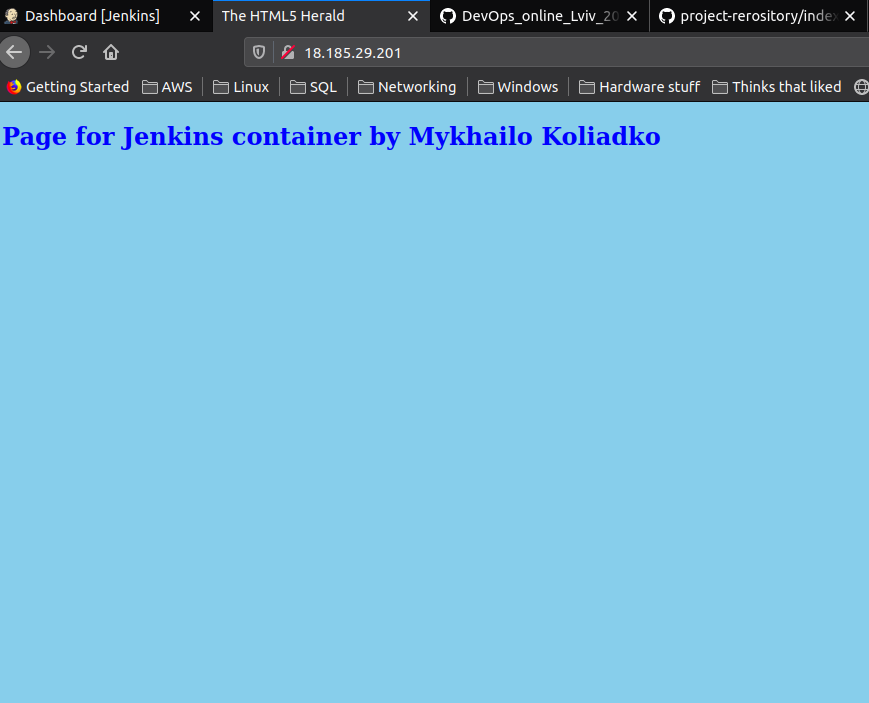 Dashboard [Jenkins] The HTML5 Herald DevOps_online_Lviv_20 project-rerository/index
18.185.29.201
Getting Started AWS Linux SQL Networking Windows Hardware stuff Thinks that liked
Page for Jenkins container by Mykhailo Koliadko